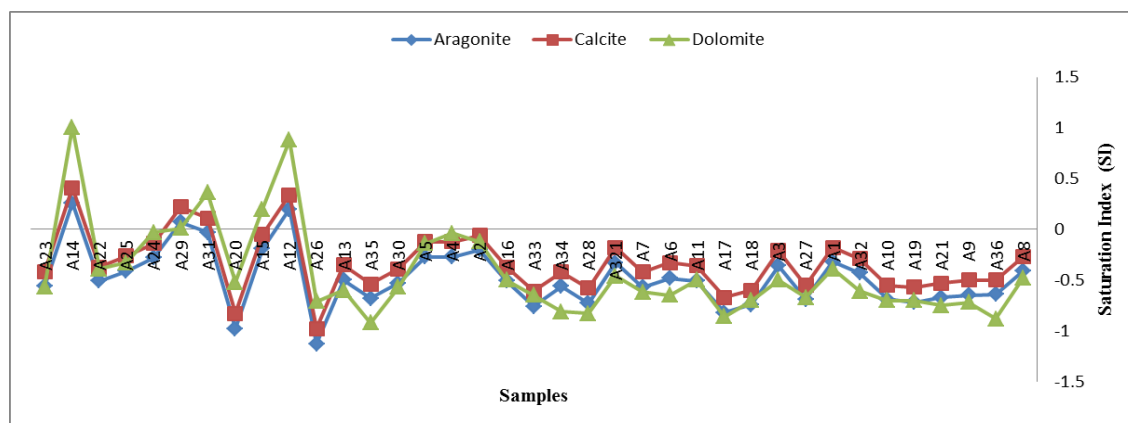 Aragonite Calcite Dolomite
1.5
1
0.5
0
-0.5
-1
-1.5
Saturation Index (SI)
A23 A14 A22 A25 A24 A29 A31 A20 A15 A12 A26 A13 A35 A30 A5 A4 A2 A16 A33 A34 A28 A321 A7 A6 A11 A17 A18 A3 A27 A1 A32 A10 A19 A21 A9 A36 A8
Samples